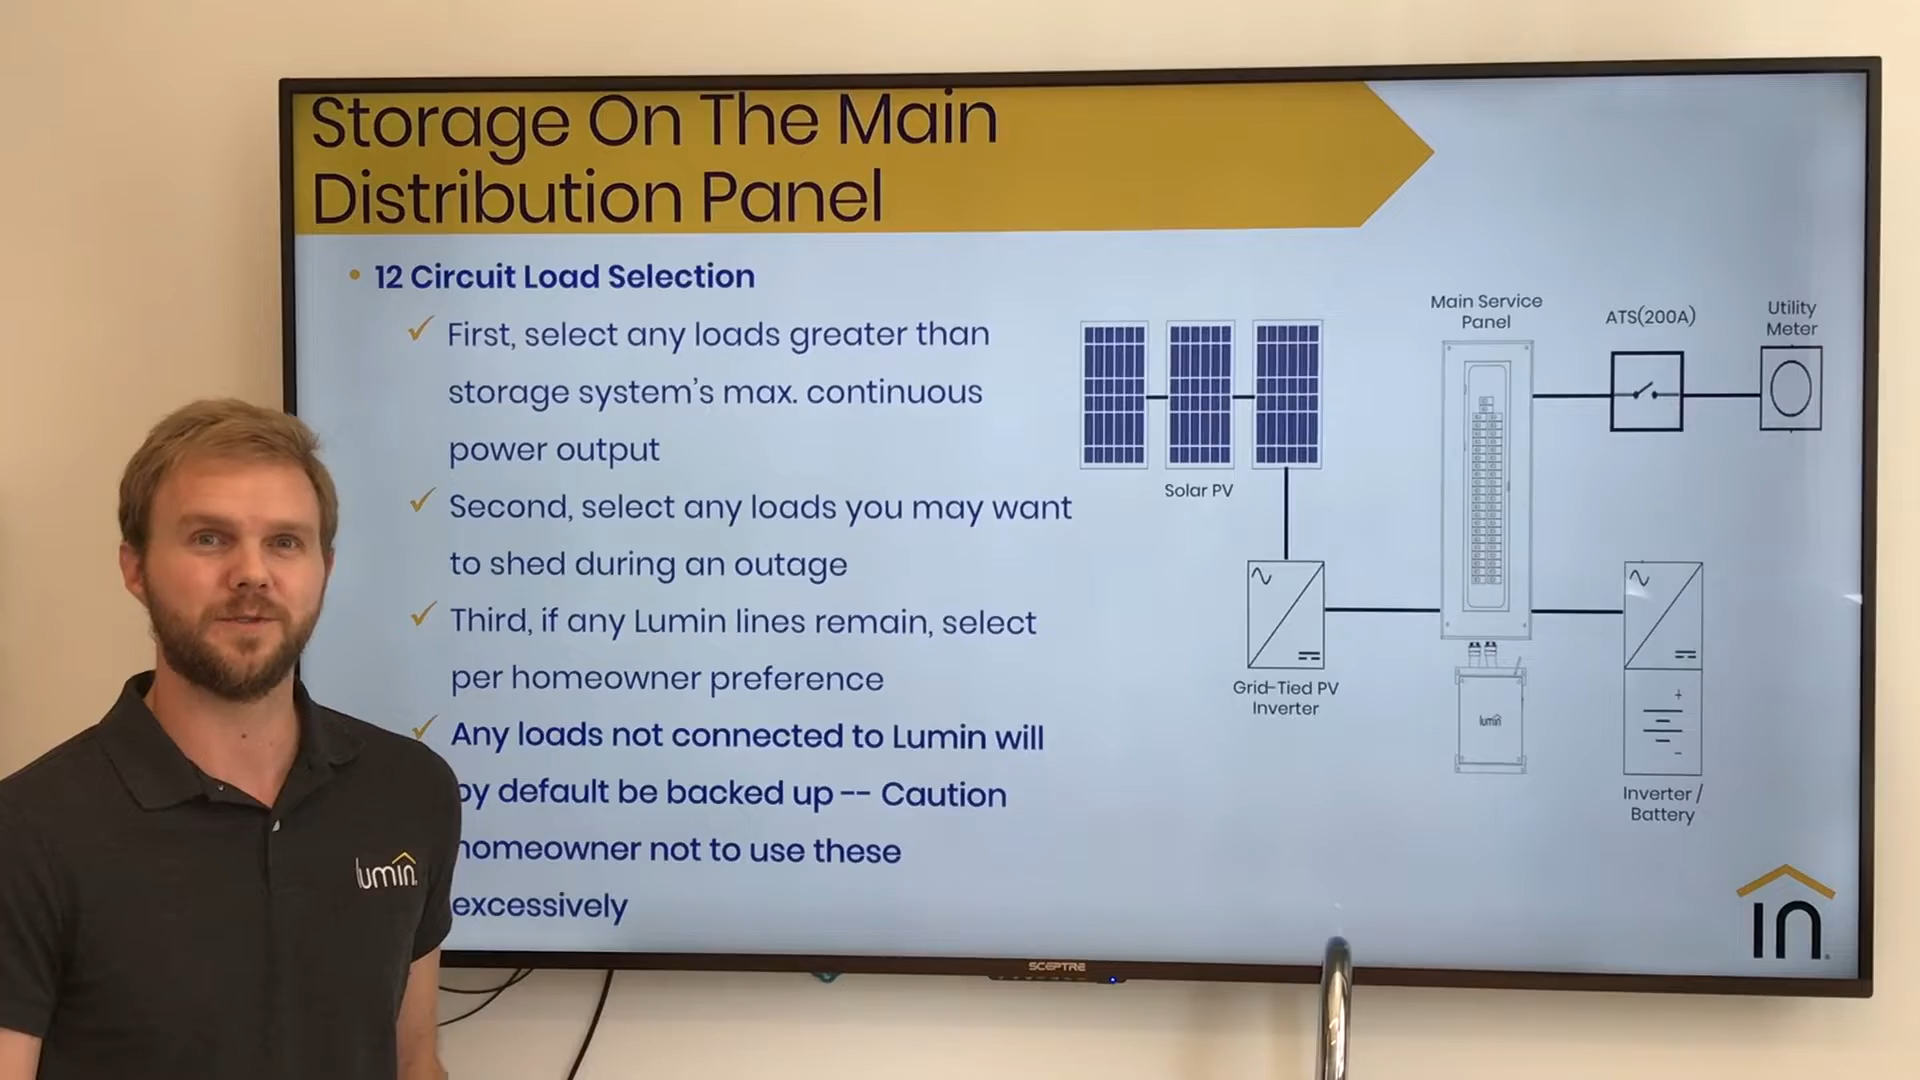 Storage On The Main
Distribution Panel
• 12 Circuit Load Selection
✓ First, select any loads greater than
storage system's max. continuous
power output
✓ Second, select any loads you may want
to shed during an outage
✓ Third, if any Lumin lines remain, select
per homeowner preference
✓ Any loads not connected to Lumin will
by default be backed up -- Caution
homeowner not to use these
excessively
Solar PV
Main Service
Panel
ATS(200A)
Utility
Meter
Grid-Tied PV
Inverter
lumin
+
-
Inverter /
Battery
IN
SCEPTRE
lumin